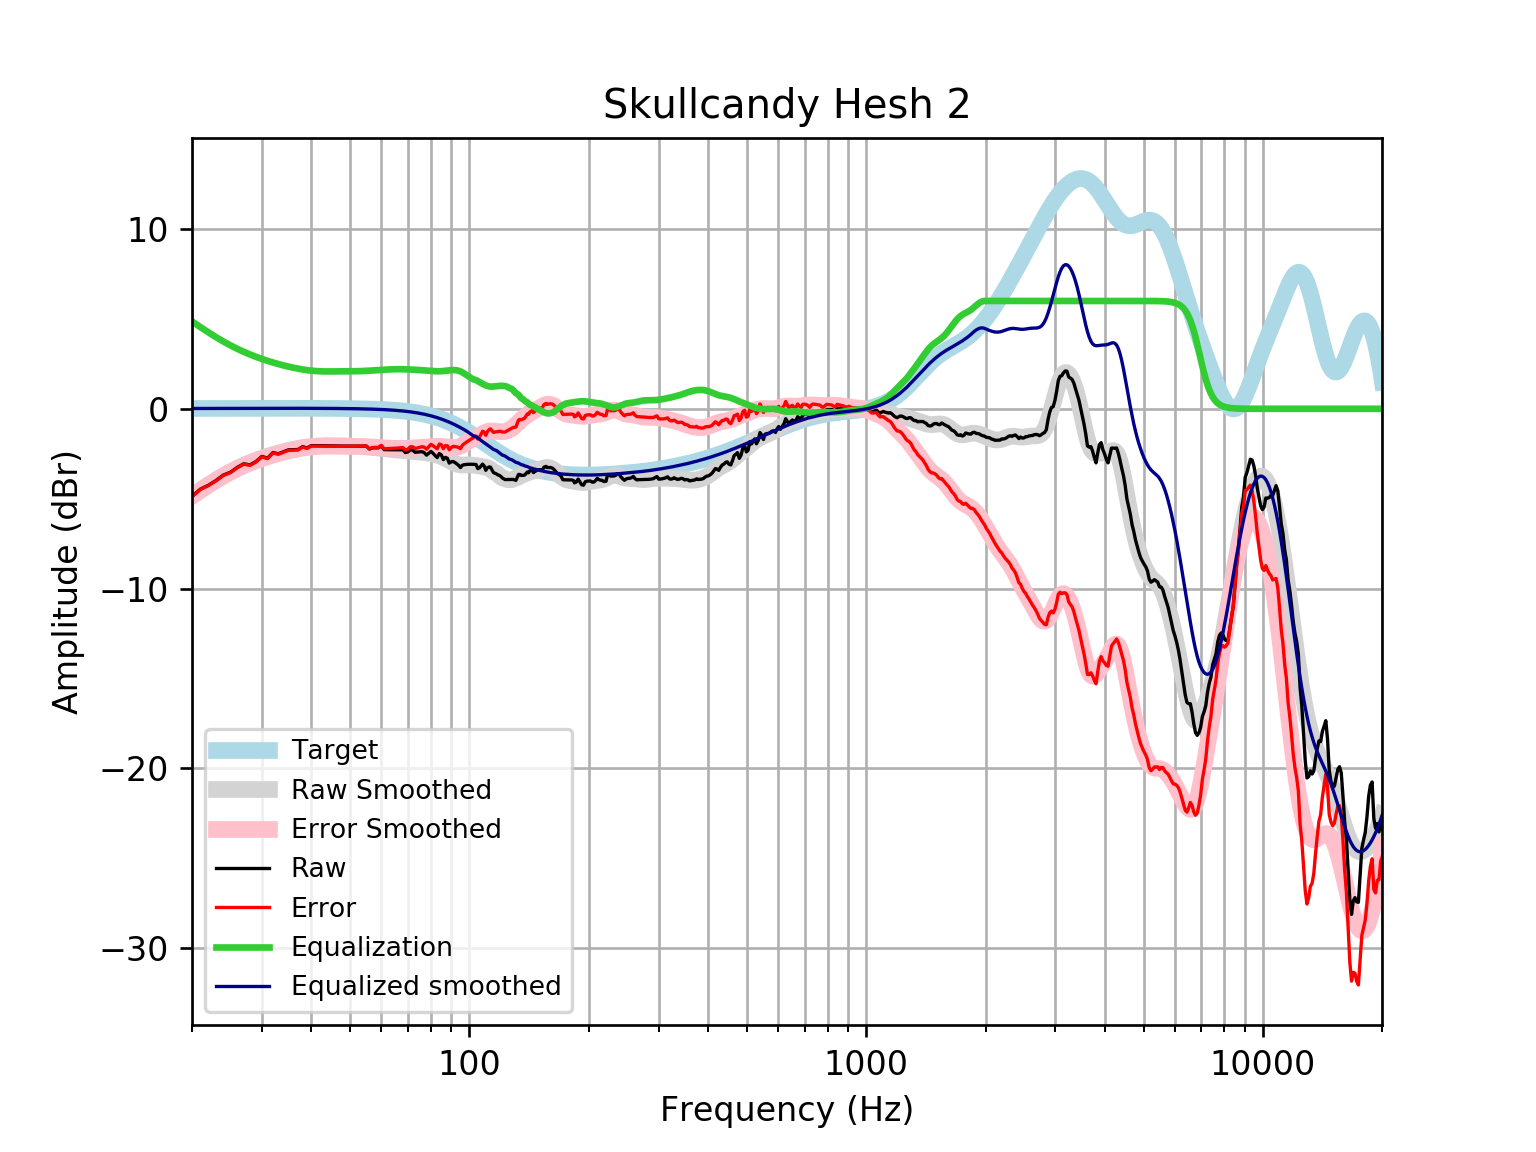 Skullcandy Hesh 2
Amplitude (dBr)
10
0
−10
−20
−30
Target
Raw Smoothed
Error Smoothed
Raw
Error
Equalization
Equalized smoothed
100
1000
10000
Frequency (Hz)